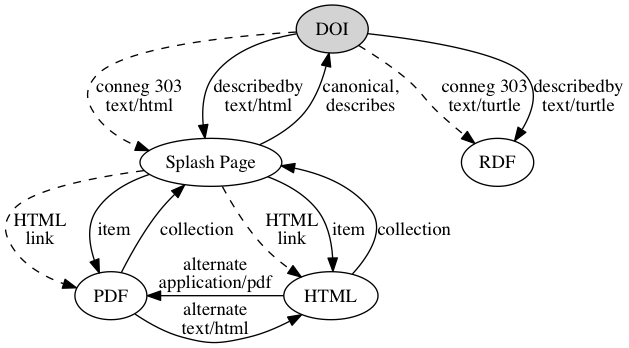 DOI
conneg 303
text/html
describedby
text/html
canonical,
describes
conneg 303
text/turtle
describedby
text/turtle
Splash Page
RDF
HTML
link
item
collection
HTML
link
item
collection
alternate
application/pdf
PDF
HTML
alternate
text/html